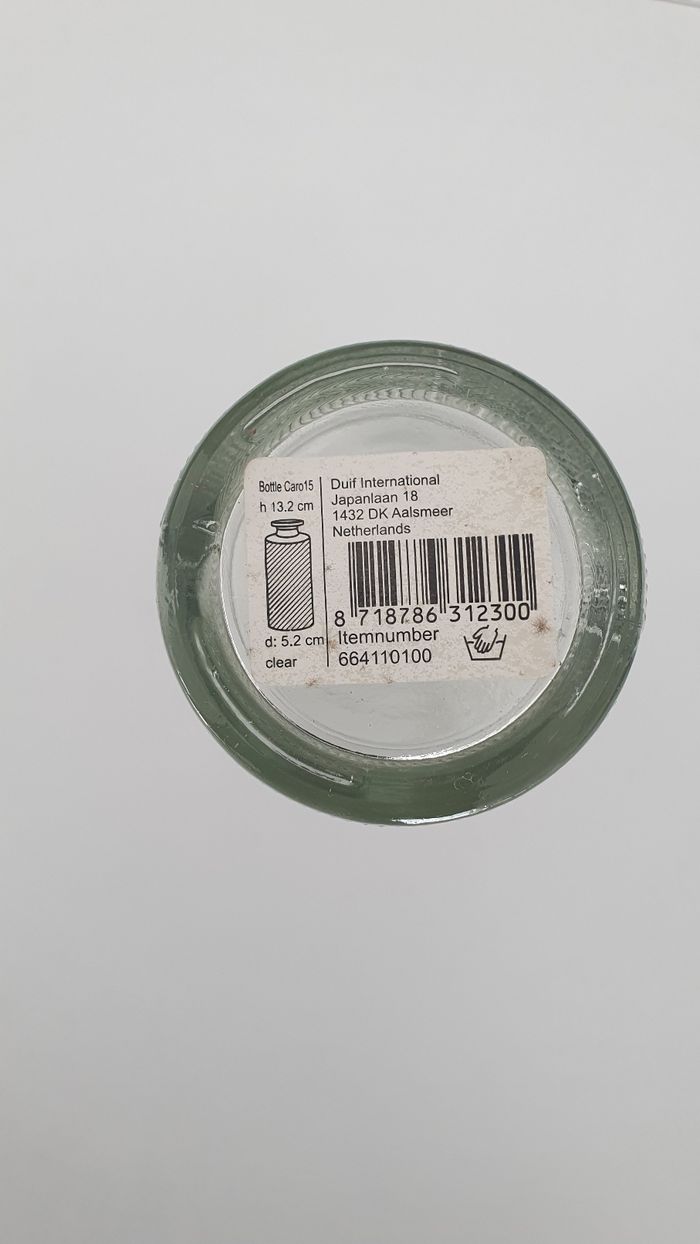 Bottle Caro15
h 13.2 cm
d: 5.2 cm
clear
Duif International
Japanlaan 18
1432 DK Aalsmeer
Netherlands
8 718786 312300
Itemnumber
664110100